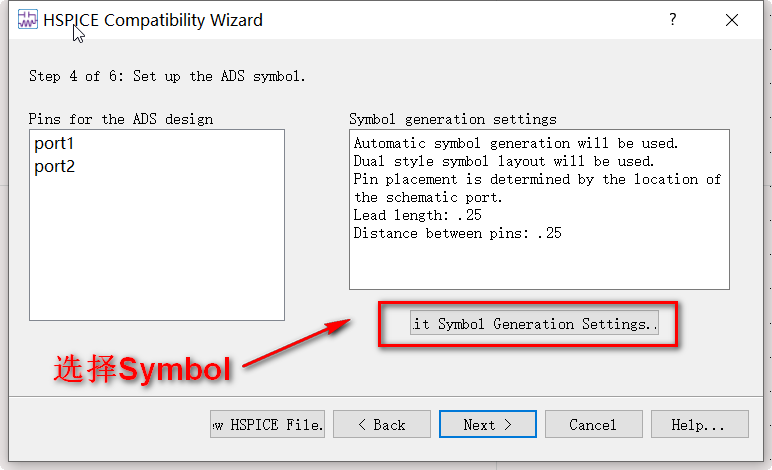 HSPICE Compatibility Wizard
?
Step 4 of 6: Set up the ADS symbol.
Pins for the ADS design
port1
port2
Symbol generation settings
Automatic symbol generation will be used.
Dual style symbol layout will be used.
Pin placement is determined by the location of
the schematic port.
Lead length: .25
Distance between pins: .25
it Symbol Generation Settings..
选择Symbol
w HSPICE File.
< Back
Next >
Cancel
Help...